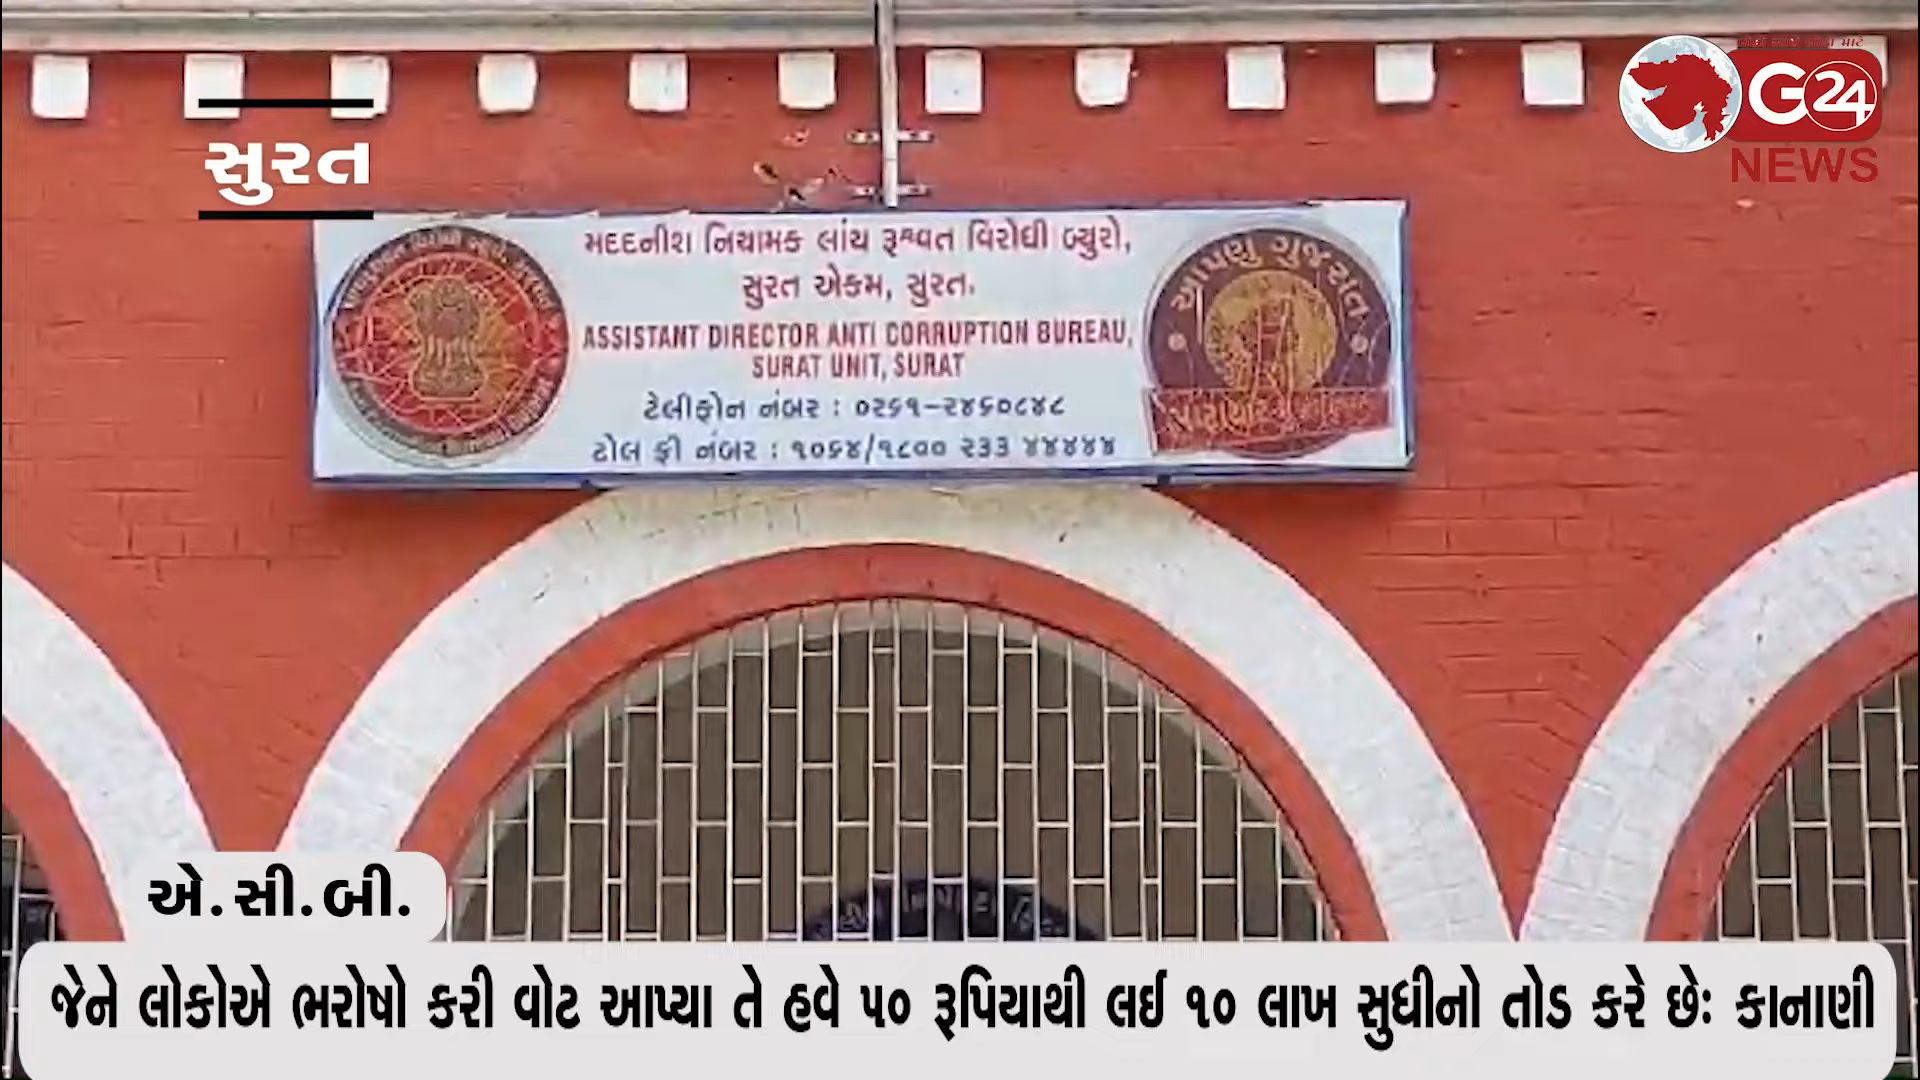 G24
NEWS
સુરત
મદદનીશ નિયામક લાંચ રૂશ્વત વિરોધી બ્યુરો,
સુરત એકમ, સુરત.
ASSISTANT DIRECTOR ANTI CORRUPTION BUREAU,
SURAT UNIT, SURAT
ટેલીફોન નંબર : ૦૨૬૧-૨૪૬૦૮૪૮
ટોલ ફ્રી નંબર : ૧૦૬૪/૧૮૦૦ ૨૩૩ ૪૪૪૪૪
આપણુ ગુજરાત
એ.સી.બી.
જેને લોકોએ ભરોષો કરી વોટ આપ્યા તે હવે ૫૦ રૂપિયાથી લઈ ૧૦ લાખ સુધીનો તોડ કરે છેઃ કાનાણી